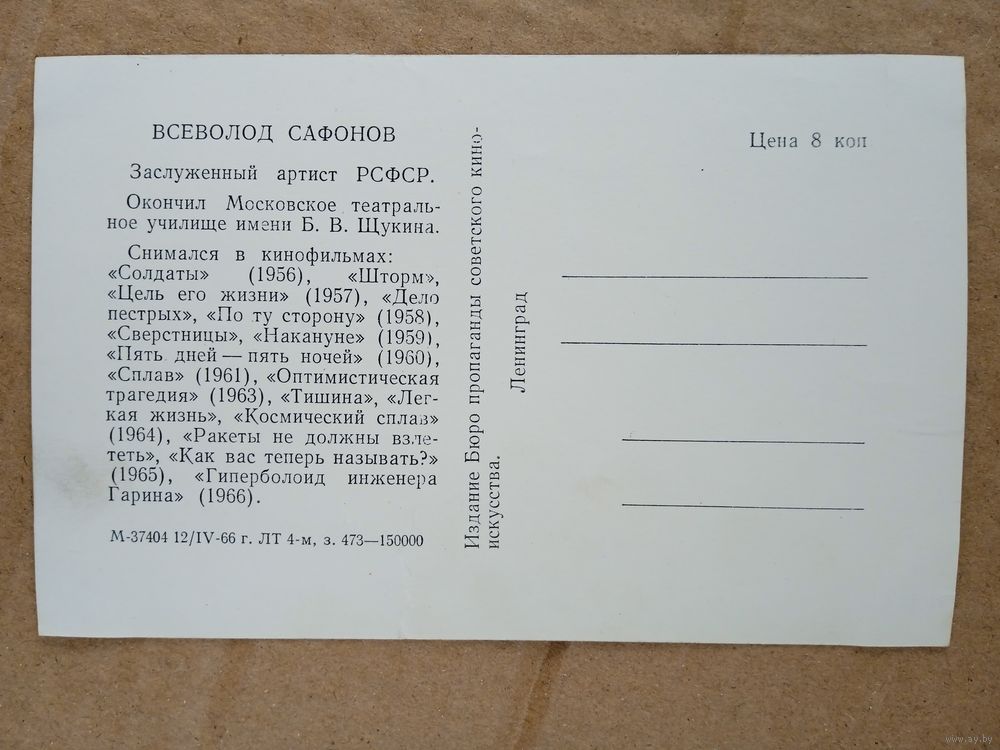 ВСЕВОЛОД САФОНОВ
Заслуженный артист РСФСР.
Окончил Московское театраль-
ное училище имени Б. В. Щукина.
Снимался в кинофильмах:
«Солдаты» (1956), «Шторм»,
«Цель его жизни» (1957), «Дело
пестрых», «По ту сторону» (1958),
«Сверстницы», «Накануне» (1959),
«Пять дней — пять ночей» (1960),
«Сплав» (1961), «Оптимистическая
трагедия» (1963), «Тишина», «Лег-
кая жизнь», «Космический сплав»
(1964), «Ракеты не должны взле-
теть», «Как вас теперь называть?»
(1965), «Гиперболоид инженера
Гарина» (1966).
М-37404 12/IV-66 г. ЛТ 4-м, з. 473—150000
Издание Бюро пропаганды советского кино-
искусства.
Ленинград
Цена 8 коп
www.ay.by